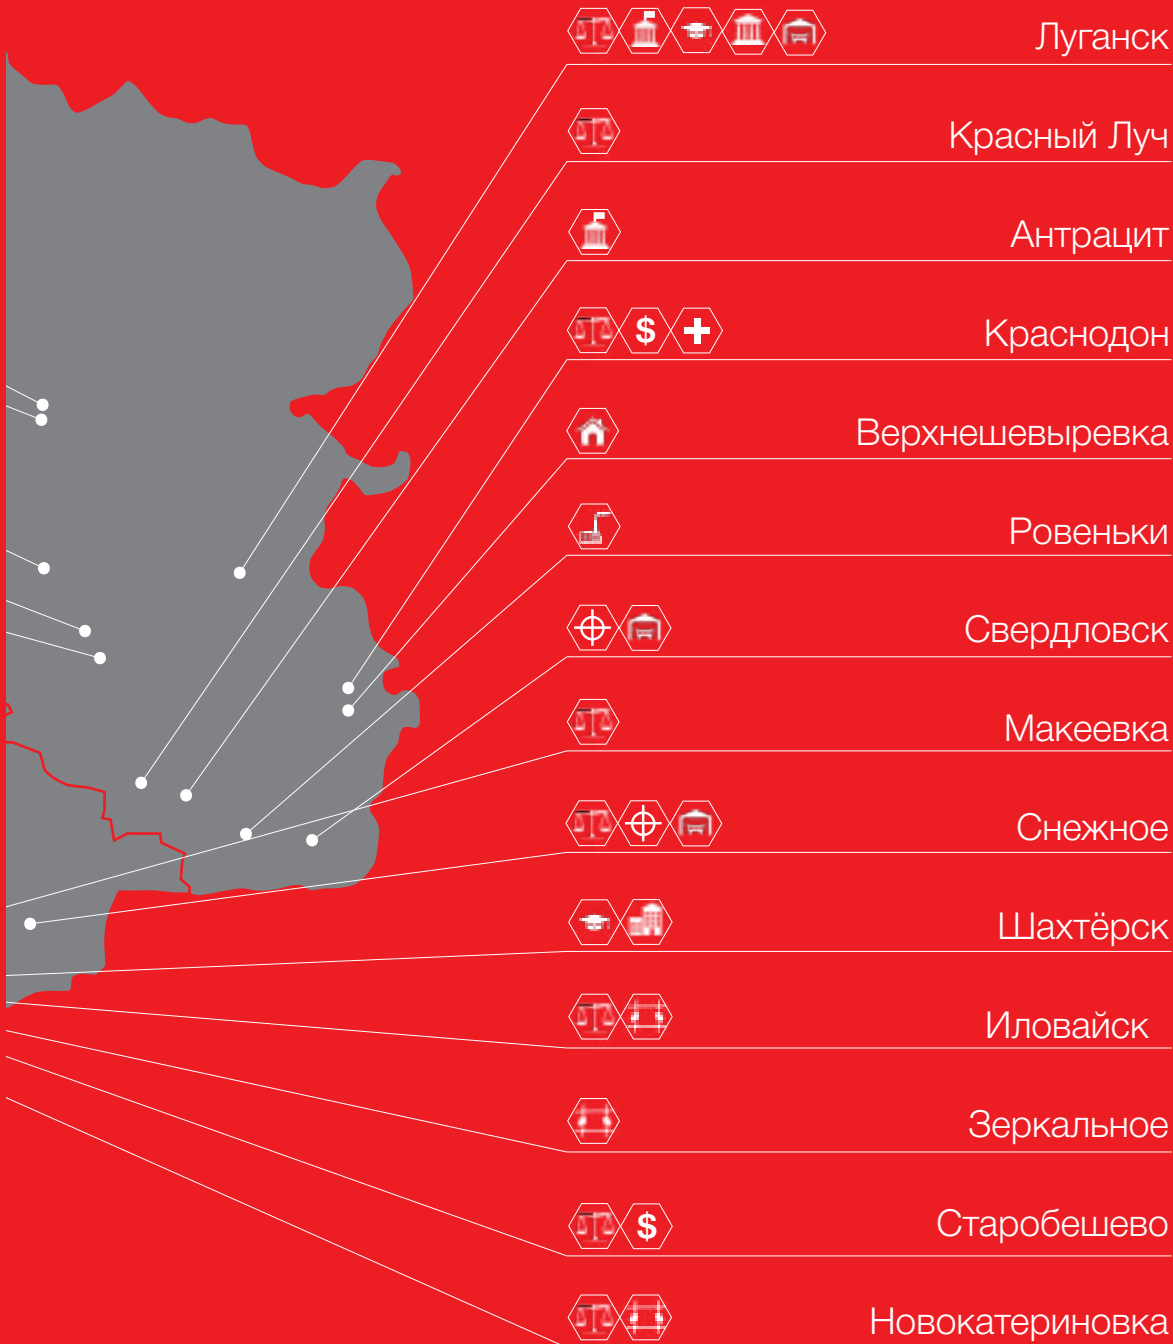 Луганск
Красный Луч
Антрацит
$
Краснодон
Верхнешевыревка
Ровеньки
Свердловск
Макеевка
Снежное
Шахтёрск
Иловайск
Зеркальное
$
Старобешево
Новокатериновка